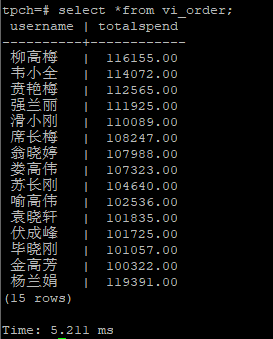 tpch=# select *from vi_order;
username | totalspend
----------+------------
柳高梅 | 116155.00
韦小全 | 114072.00
贲艳梅 | 112565.00
强兰丽 | 111925.00
滑小刚 | 110089.00
席长梅 | 108247.00
翁晓婷 | 107988.00
娄高伟 | 107323.00
苏长刚 | 104640.00
喻高伟 | 102536.00
袁晓轩 | 101835.00
伏成峰 | 101725.00
毕晓刚 | 101057.00
金高芳 | 100322.00
杨兰娟 | 119391.00
(15 rows)
Time: 5.211 ms